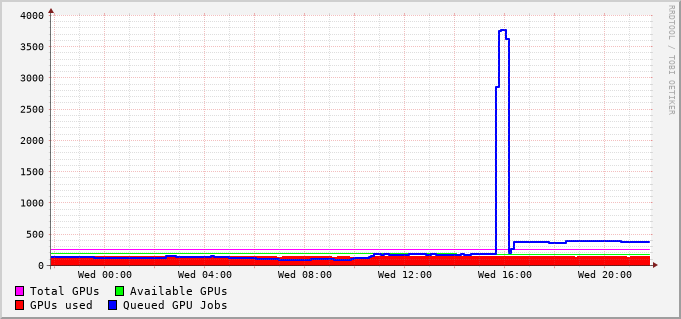 4000
3500
3000
2500
2000
1500
1000
500
0
Wed 00:00 Wed 04:00 Wed 08:00 Wed 12:00 Wed 16:00 Wed 20:00
Total GPUs Available GPUs
GPUs used Queued GPU Jobs
RRDTOOL / TOBI OETIKER